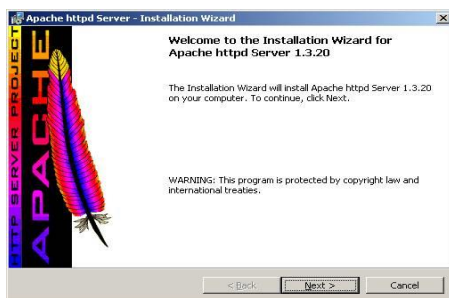 Apache httpd Server - Installation Wizard
HTTP SERVER PROJECT
APACHE
Welcome to the Installation Wizard for
Apache httpd Server 1.3.20
The Installation Wizard will install Apache httpd Server 1.3.20
on your computer. To continue, click Next.
WARNING: This program is protected by copyright law and
international treaties.
< Back
Next >
Cancel